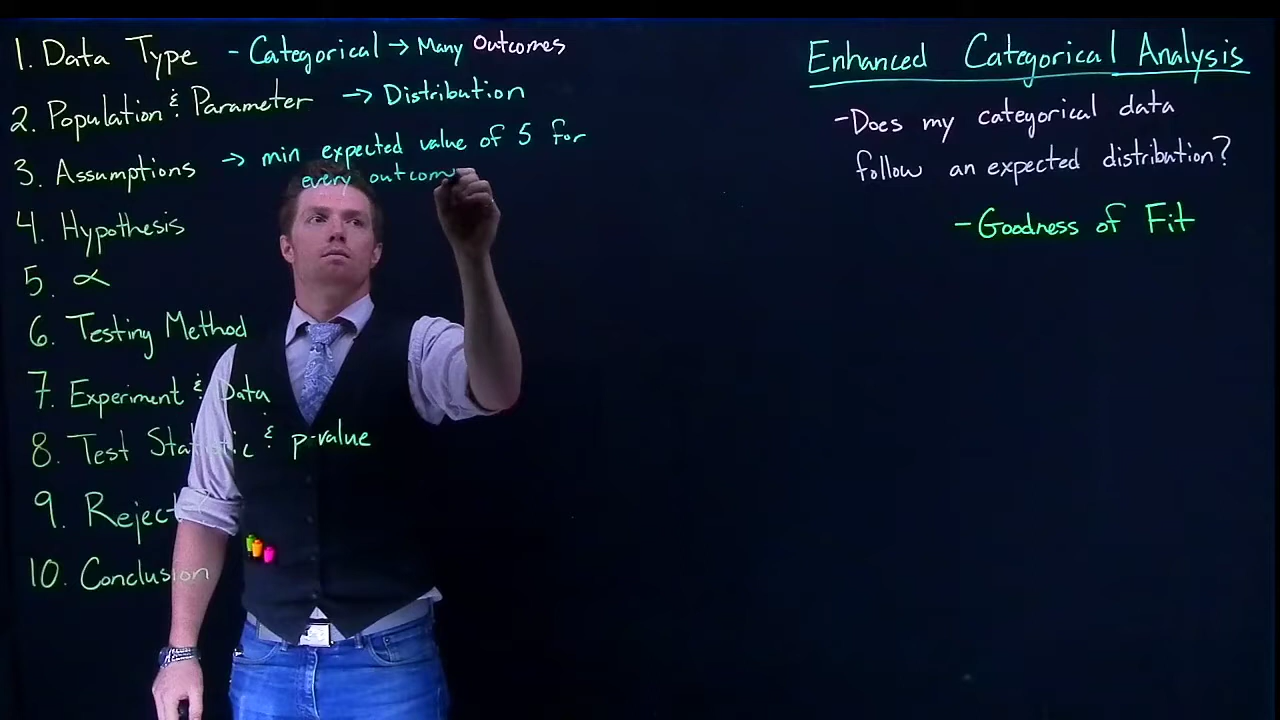 1. Data Type - Categorical → Many Outcomes
2. Population & Parameter → Distribution
3. Assumptions → min expected value of 5 for
every outcom
4. Hypothesis
5. α
6. Testing Method
7. Experiment & Data
8. Test Statistic & p-value
9. Reject
10. Conclusion
Enhanced Categorical Analysis
- Does my categorical data
follow an expected distribution?
- Goodness of Fit